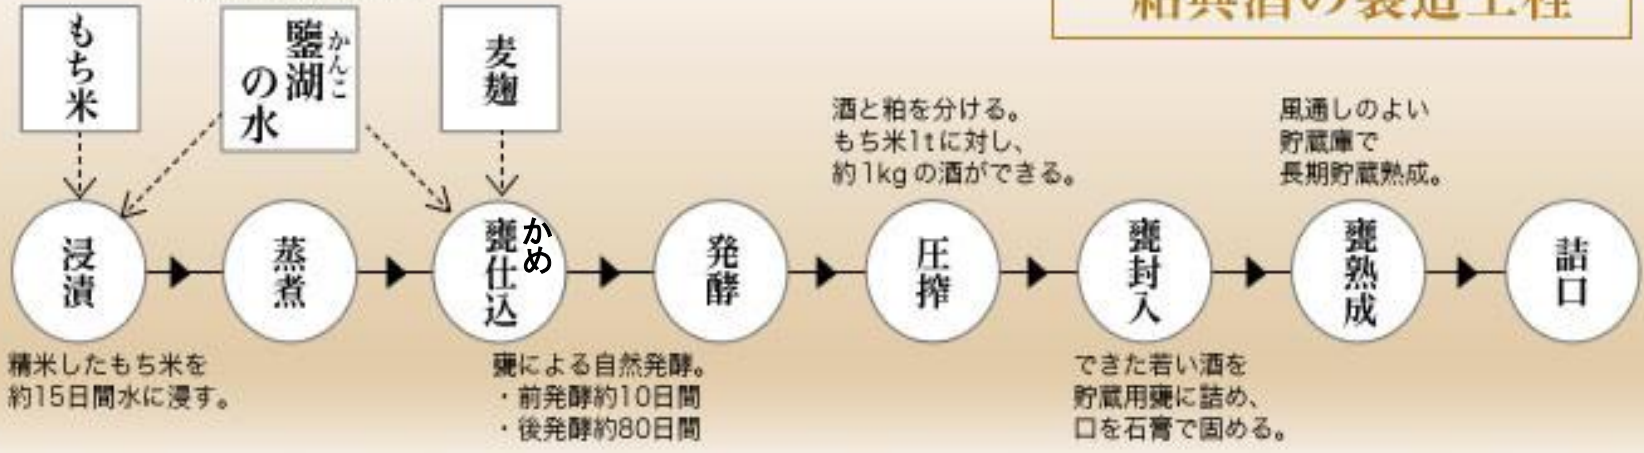 紹興酒の製造工程
もち米
かんこ
鑒湖
の水
麦麹
酒と粕を分ける。
もち米1tに対し、
約1kgの酒ができる。
風通しのよい
貯蔵庫で
長期貯蔵熟成。
浸漬
蒸煮
かめ
甕仕込
発酵
圧搾
甕封入
甕熟成
詰口
精米したもち米を
約15日間水に浸す。
甕による自然発酵。
・前発酵約10日間
・後発酵約80日間
できた若い酒を
貯蔵用甕に詰め、
口を石膏で固める。